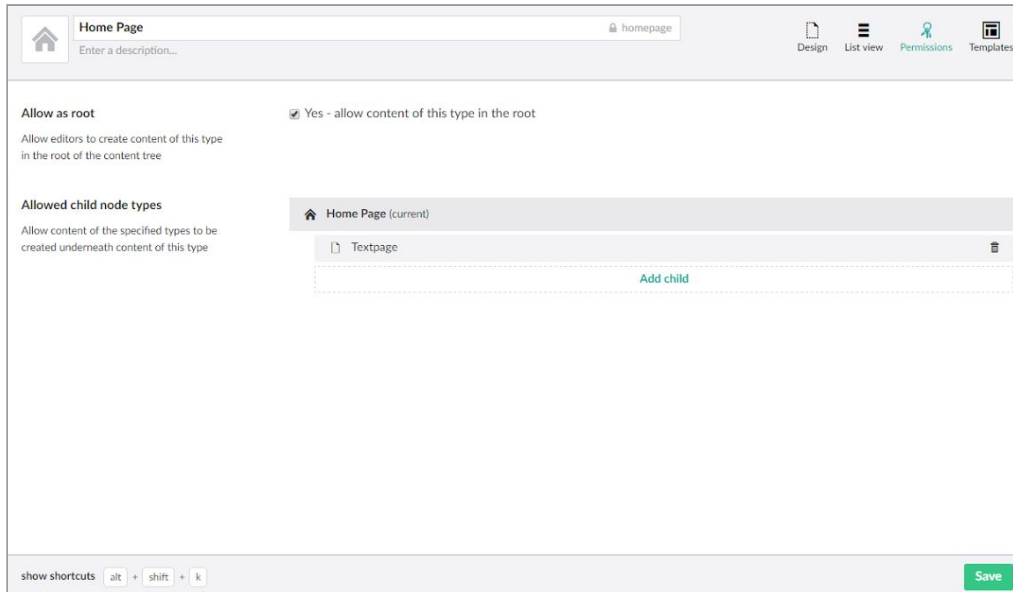 Home Page
homepage
Enter a description...
Design
List view
Permissions
Templates
Allow as root
Allow editors to create content of this type
in the root of the content tree
Yes - allow content of this type in the root
Allowed child node types
Allow content of the specified types to be
created underneath content of this type
Home Page (current)
Textpage
Add child
show shortcuts alt + shift + k
Save